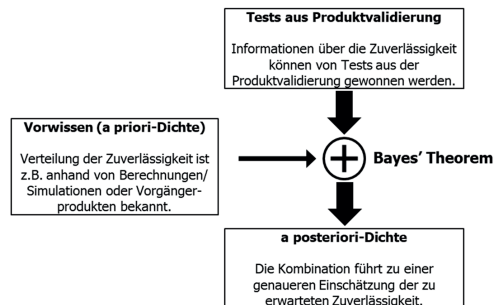 Tests aus Produktvalidierung
Informationen über die Zuverlässigkeit
können von Tests aus der
Produktvalidierung gewonnen werden.
Vorwissen (a priori-Dichte)
Verteilung der Zuverlässigkeit ist
z.B. anhand von Berechnungen/
Simulationen oder Vorgänger-
produkten bekannt.
Bayes’ Theorem
a posteriori-Dichte
Die Kombination führt zu einer
genaueren Einschätzung der zu
erwarteten Zuverlässigkeit.